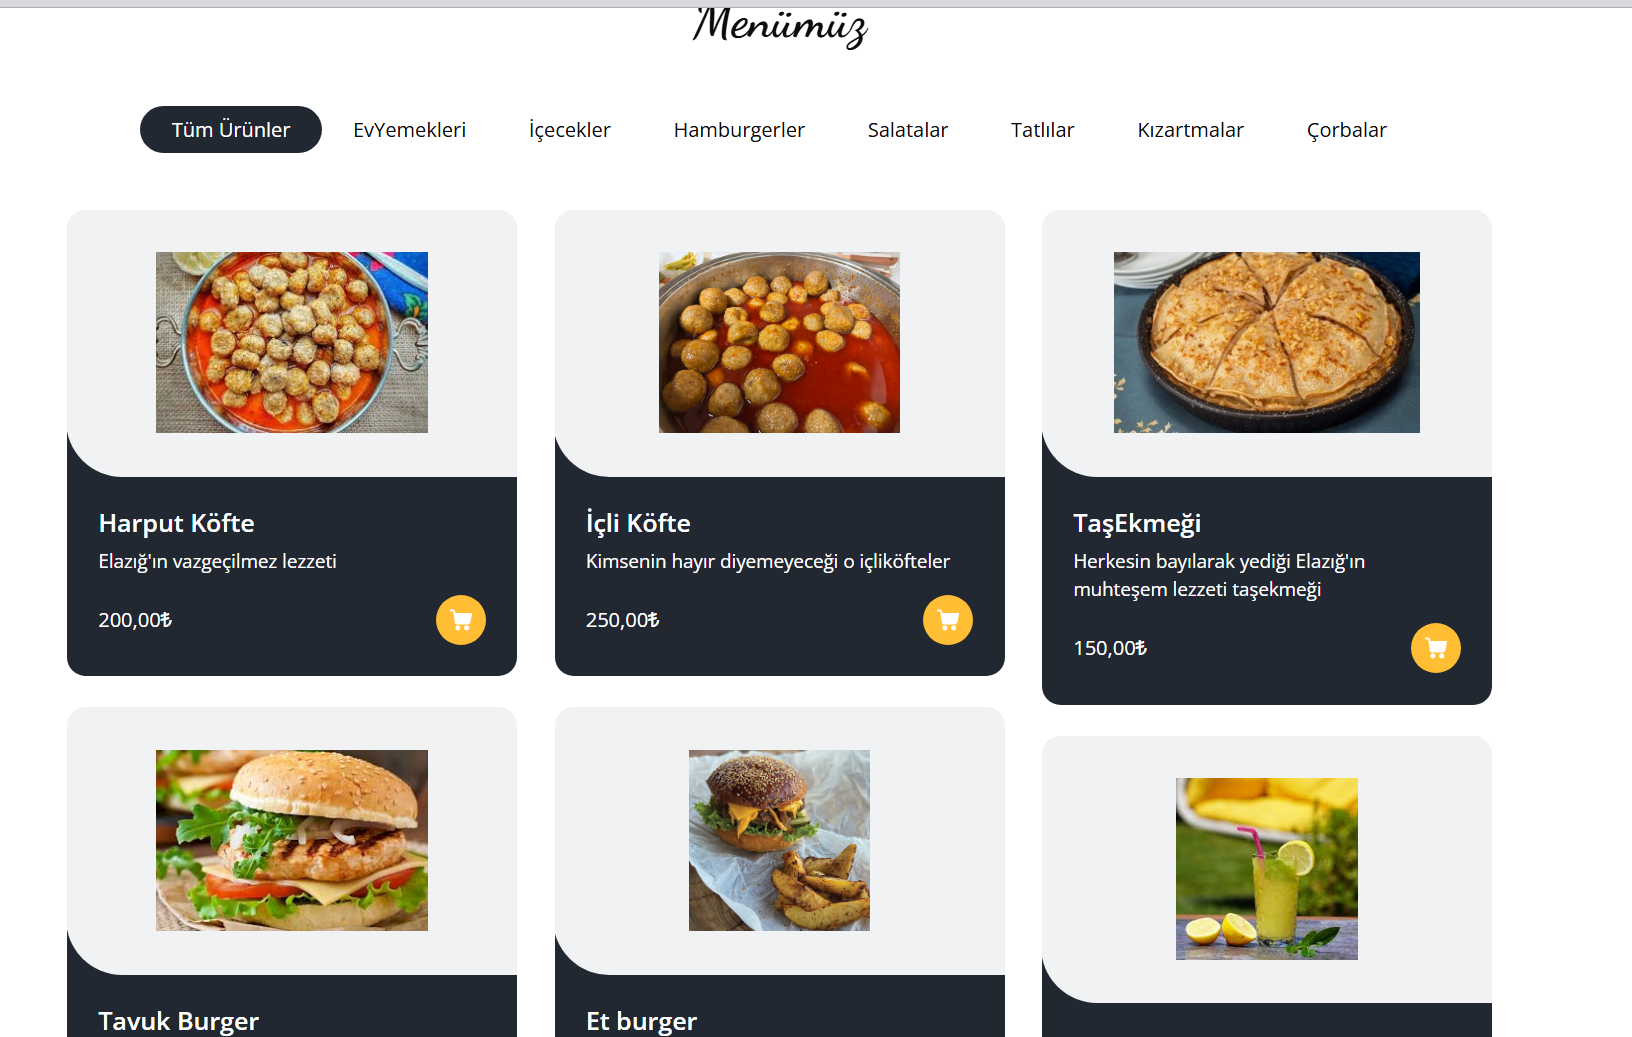 Menümüz
Tüm Ürünler EvYemekleri İçecekler Hamburgerler Salatalar Tatlılar Kızartmalar Çorbalar
Harput Köfte
Elazığ'ın vazgeçilmez lezzeti
200,00₺
İçli Köfte
Kimsenin hayır diyemeyeceği o içliköfteler
250,00₺
TaşEkmeği
Herkesin bayılarak yediği Elazığ'ın
muhteşem lezzeti taşekmeği
150,00₺
Tavuk Burger
Et burger